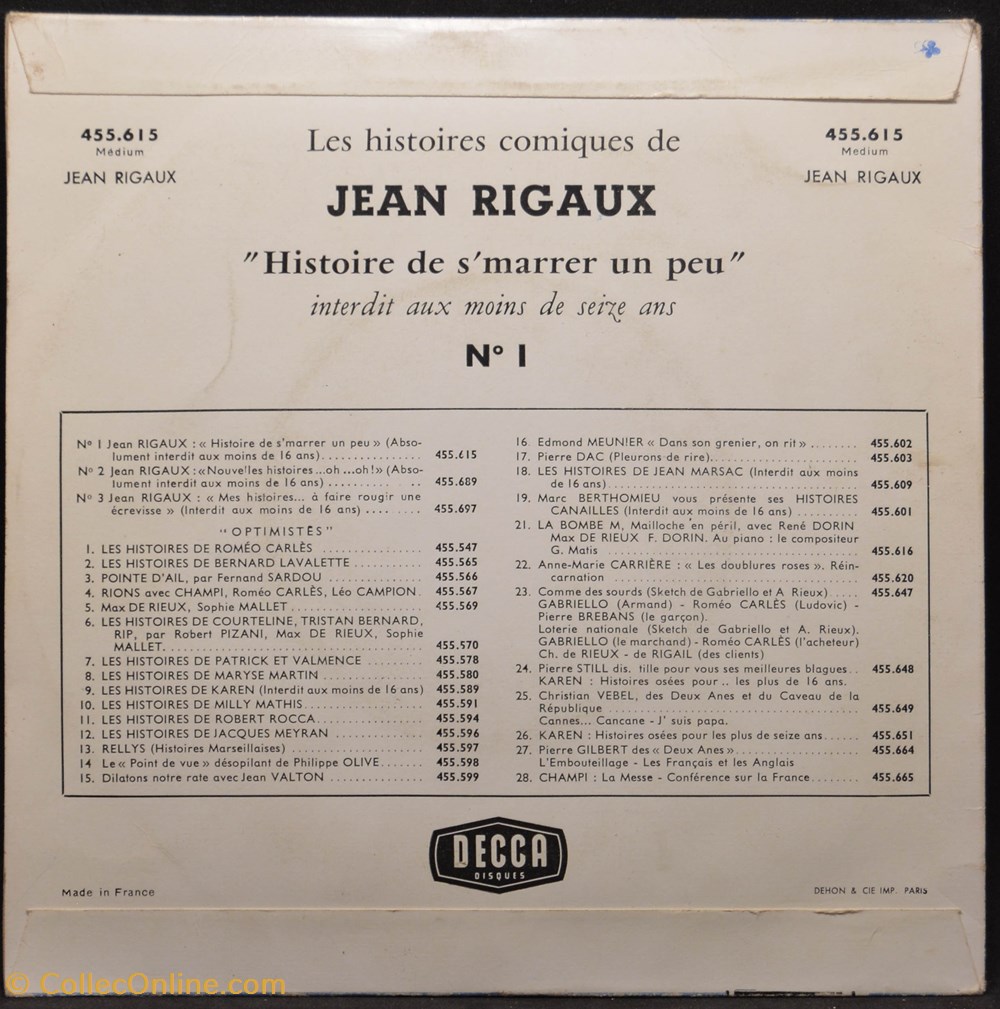 455.615
Médium
JEAN RIGAUX
455.615
Medium
JEAN RIGAUX
Les histoires comiques de
JEAN RIGAUX
"Histoire de s'marrer un peu"
interdit aux moins de seize ans
N° 1
N° 1 Jean RIGAUX : « Histoire de s'marrer un peu » (Abso-
lument interdit aux moins de 16 ans) 455.615
N° 2 Jean RIGAUX : «Nouvelles histoires ...oh ...oh!» (Abso-
lument interdit aux moins de 16 ans) 455.689
N° 3 Jean RIGAUX : « Mes histoires... à faire rougir une
écrevisse » (Interdit aux moins de 16 ans) 455.697
"OPTIMISTES"
1. LES HISTOIRES DE ROMÉO CARLÈS 455.547
2. LES HISTOIRES DE BERNARD LAVALETTE 455.565
3. POINTE D'AIL, par Fernand SARDOU 455.566
4. RIONS avec CHAMPI, Roméo CARLÈS, Léo CAMPION. 455.567
5. Max DE RIEUX, Sophie MALLET 455.569
6. LES HISTOIRES DE COURTELINE, TRISTAN BERNARD,
RIP, par Robert PIZANI, Max DE RIEUX, Sophie
MALLET. 455.570
7. LES HISTOIRES DE PATRICK ET VALMENCE 455.578
8. LES HISTOIRES DE MARYSE MARTIN 455.580
9. LES HISTOIRES DE KAREN (Interdit aux moins de 16 ans) 455.589
10. LES HISTOIRES DE MILLY MATHIS 455.591
11. LES HISTOIRES DE ROBERT ROCCA 455.594
12. LES HISTOIRES DE JACQUES MEYRAN 455.596
13. RELLYS (Histoires Marseillaises) 455.597
14 Le « Point de vue » désopilant de Philippe OLIVE 455.598
15. Dilatons notre rate avec Jean VALTON 455.599
16. Edmond MEUNIER « Dans son grenier, on rit » 455.602
17. Pierre DAC (Pleurons de rire) 455.603
18. LES HISTOIRES DE JEAN MARSAC (Interdit aux moins
de 16 ans) 455.609
19. Marc BERTHOMIEU vous présente ses HISTOIRES
CANAILLES (Interdit aux moins de 16 ans) 455.601
21. LA BOMBE M, Mailloche en péril, avec René DORIN
Max DE RIEUX F. DORIN. Au piano : le compositeur
G. Matis 455.616
22. Anne-Marie CARRIÈRE : « Les doublures roses ». Réin-
carnation 455.620
23. Comme des sourds (Sketch de Gabriello et A Rieux) 455.647
GABRIELLO (Armand) - Roméo CARLÈS (Ludovic) -
Pierre BREBANS (le garçon).
Loterie nationale (Sketch de Gabriello et A. Rieux).
GABRIELLO (le marchand) - Roméo CARLÈS (l'acheteur)
Ch. de RIEUX - de RIGAIL (des clients)
24. Pierre STILL dis. tille pour vous ses meilleures blagues 455.648
KAREN : Histoires osées pour .. les plus de 16 ans.
25. Christian VEBEL, des Deux Anes et du Caveau de la
République 455.649
Cannes... Cancane - J' suis papa.
26. KAREN : Histoires osées pour les plus de seize ans 455.651
27. Pierre GILBERT des « Deux Anes » 455.664
L'Embouteillage - Les Français et les Anglais
28. CHAMPI : La Messe - Conférence sur la France 455.665
DECCA
DISQUES
Made in France
DEHON & CIE IMP. PARIS
© CollecOnline.com